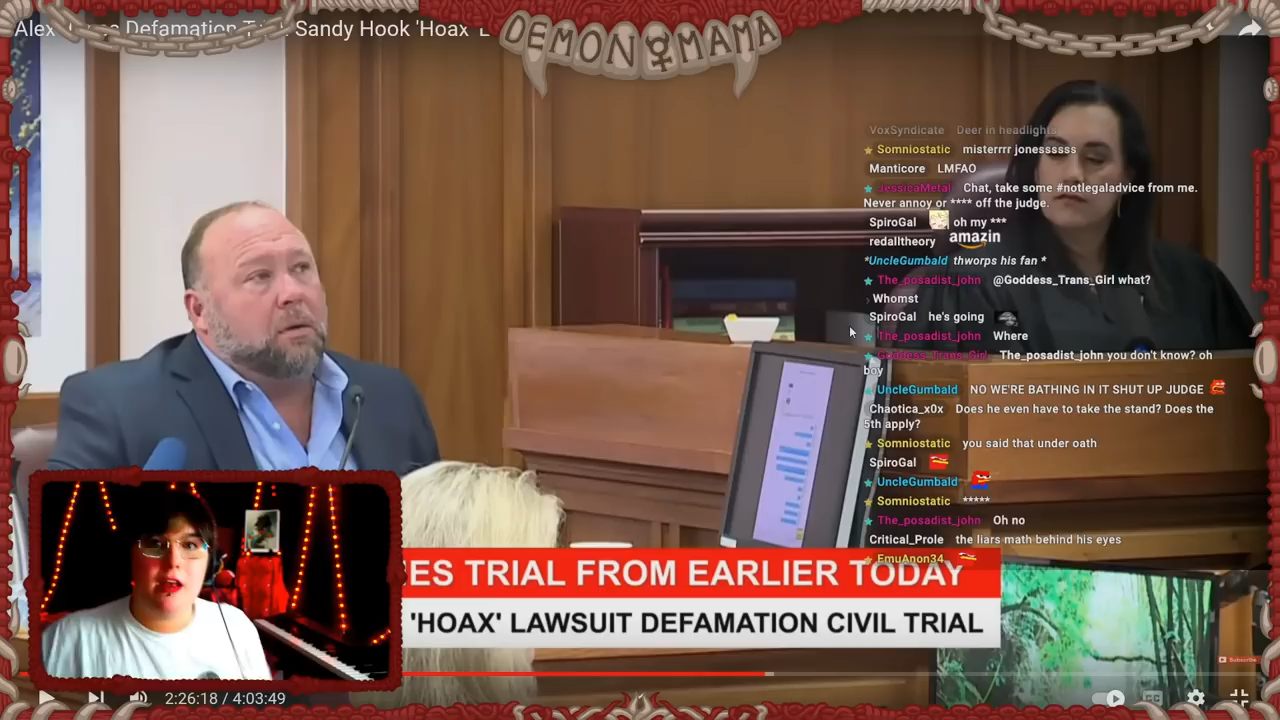 Alex Jones Defamation Trial Sandy Hook 'Hoax'
DEMON MAMA
VoxSyndicate Deer in headlights
Somniostatic misterrrr jonessssss
Manticore LMFAO
JessicaMetal Chat, take some #notlegaladvice from me.
Never annoy or **** off the judge.
SpiroGal oh my ***
redalltheory amazin
*UncleGumbald thworps his fan *
The_posadist_john @Goddess_Trans_Girl what?
Whomst
SpiroGal he's going
The_posadist_john Where
Goddess_Trans_Girl The_posadist_john you don't know? oh
boy
UncleGumbald NO WE'RE BATHING IN IT SHUT UP JUDGE
Chaotica_x0x Does he even have to take the stand? Does the
5th apply?
Somniostatic you said that under oath
SpiroGal
UncleGumbald
Somniostatic *****
The_posadist_john Oh no
Critical_Prole the liars math behind his eyes
EmuAnon34
ES TRIAL FROM EARLIER TODAY
'HOAX' LAWSUIT DEFAMATION CIVIL TRIAL
Subscribe
2:26:18 / 4:03:49
CC